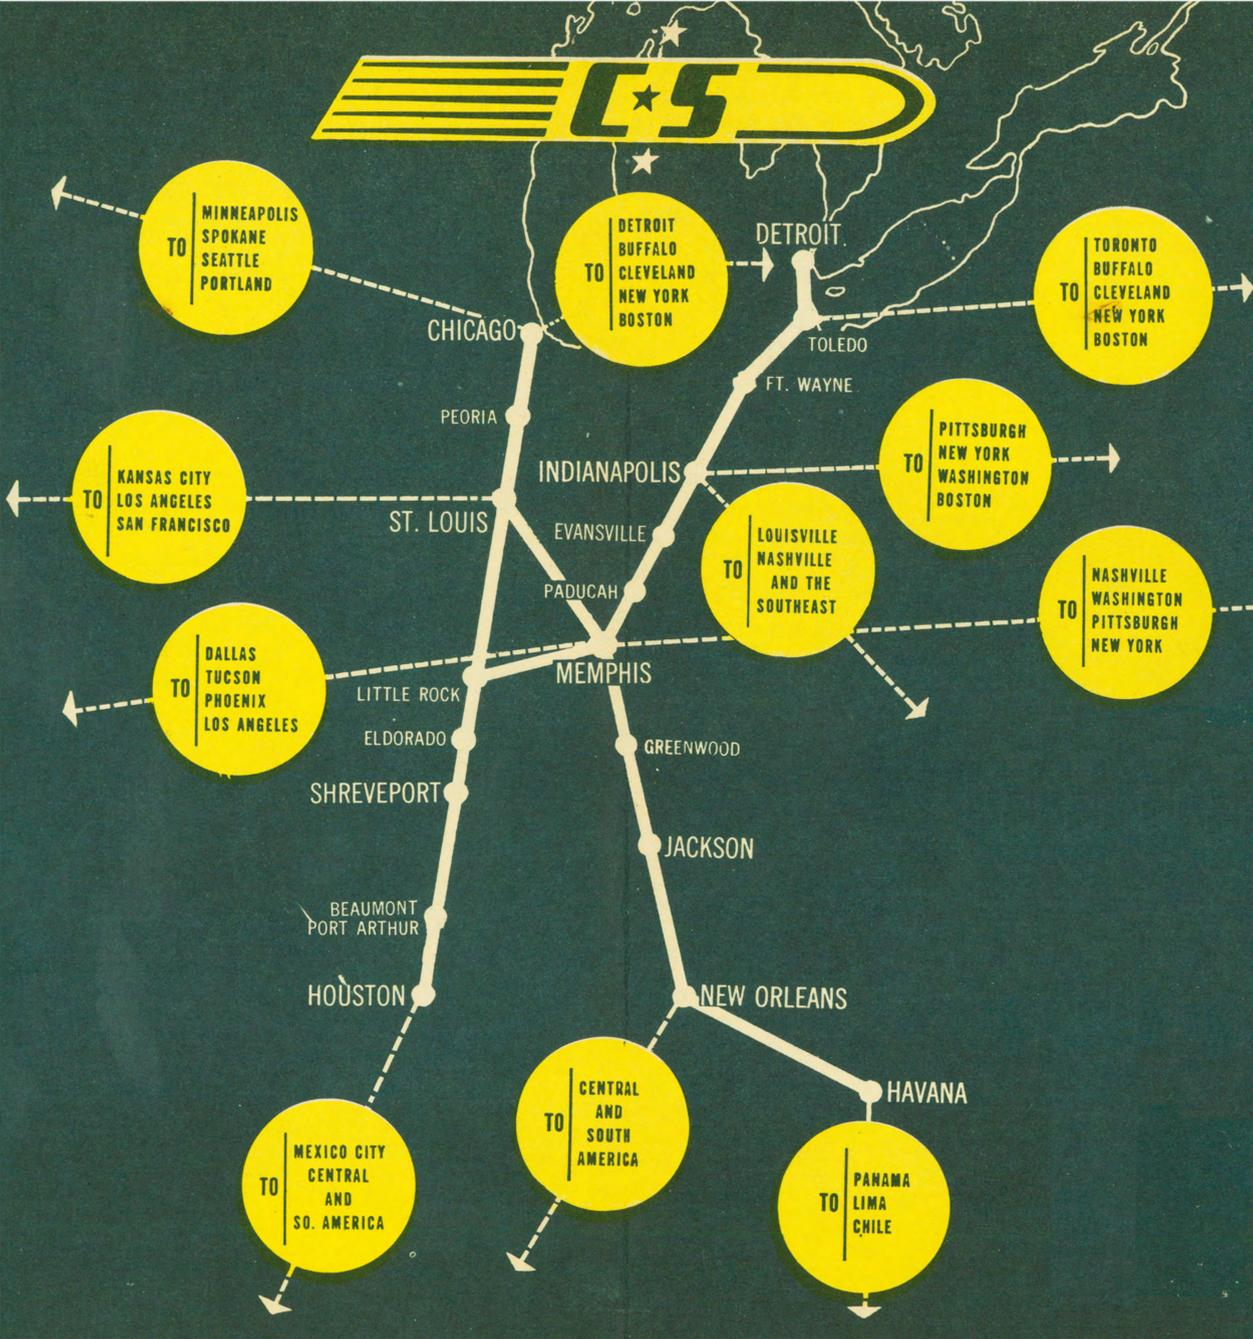 C★S
TO
MINNEAPOLIS
SPOKANE
SEATTLE
PORTLAND
TO
DETROIT
BUFFALO
CLEVELAND
NEW YORK
BOSTON
DETROIT
TO
TORONTO
BUFFALO
CLEVELAND
NEW YORK
BOSTON
CHICAGO
TOLEDO
FT. WAYNE
PEORIA
TO
KANSAS CITY
LOS ANGELES
SAN FRANCISCO
ST. LOUIS
INDIANAPOLIS
TO
PITTSBURGH
NEW YORK
WASHINGTON
BOSTON
EVANSVILLE
PADUCAH
TO
LOUISVILLE
NASHVILLE
AND THE
SOUTHEAST
TO
NASHVILLE
WASHINGTON
PITTSBURGH
NEW YORK
TO
DALLAS
TUCSON
PHOENIX
LOS ANGELES
MEMPHIS
LITTLE ROCK
ELDORADO
GREENWOOD
SHREVEPORT
JACKSON
BEAUMONT
PORT ARTHUR
HOUSTON
NEW ORLEANS
HAVANA
TO
CENTRAL
AND
SOUTH
AMERICA
TO
MEXICO CITY
CENTRAL
AND
SO. AMERICA
TO
PANAMA
LIMA
CHILE